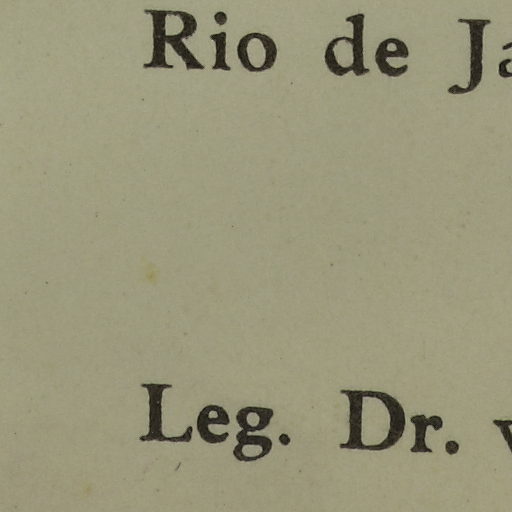 Rio de Ja
Leg. Dr. v